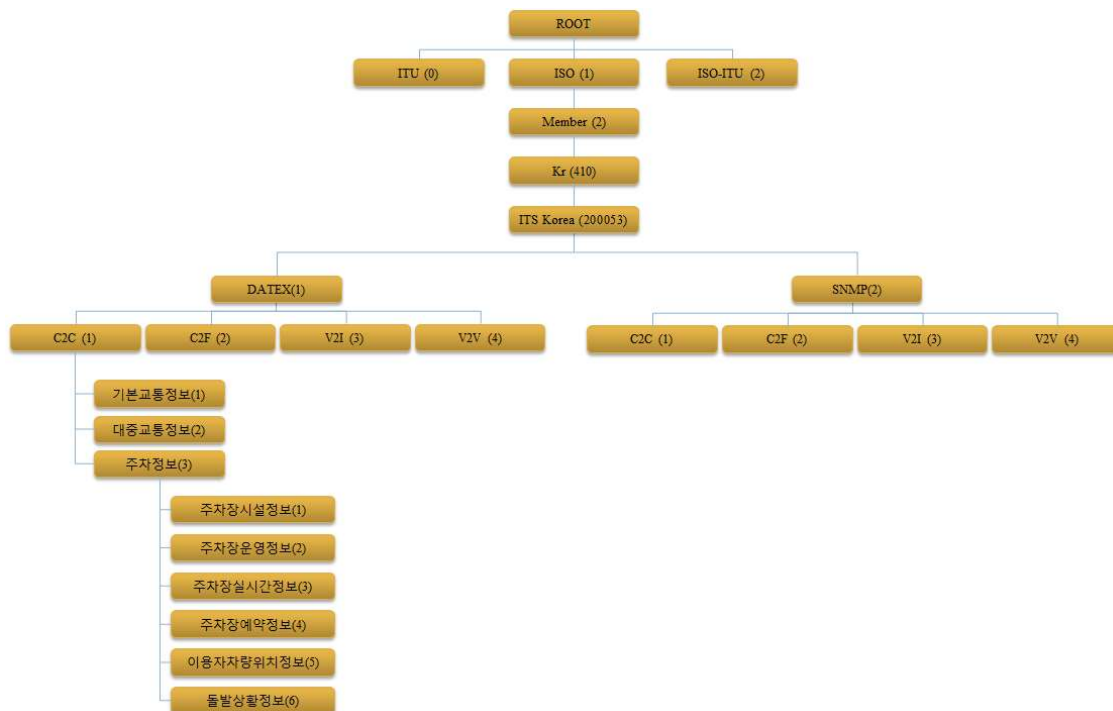 ROOT
ITU (0)
ISO (1)
ISO-ITU (2)
Member (2)
Kr (410)
ITS Korea (200053)
DATEX(1)
SNMP(2)
C2C (1)
C2F (2)
V2I (3)
V2V (4)
C2C (1)
C2F (2)
V2I (3)
V2V (4)
기본교통정보(1)
대중교통정보(2)
주차정보(3)
주차장시설정보(1)
주차장운영정보(2)
주차장실시간정보(3)
주차장예약정보(4)
이용자차량위치정보(5)
돌발상황정보(6)